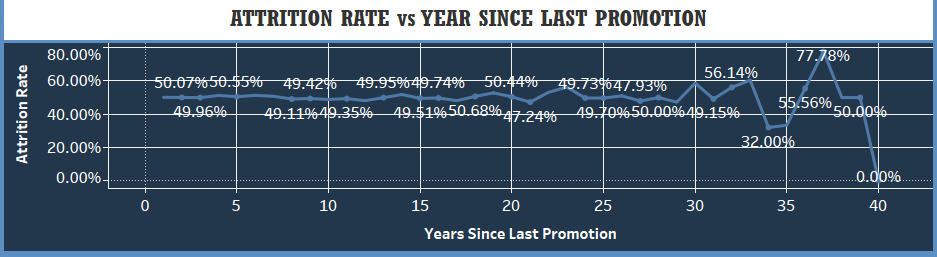 ATTRITION RATE vs YEAR SINCE LAST PROMOTION
Attrition Rate
80.00%
60.00%
40.00%
20.00%
0.00%
50.07% 50.55% 49.42% 49.95% 49.74% 50.44% 49.73% 47.93% 56.14% 77.78%
49.96% 49.11% 49.35% 49.51% 50.68% 47.24% 49.70% 50.00% 49.15% 32.00% 55.56% 50.00% 0.00%
0 5 10 15 20 25 30 35 40
Years Since Last Promotion